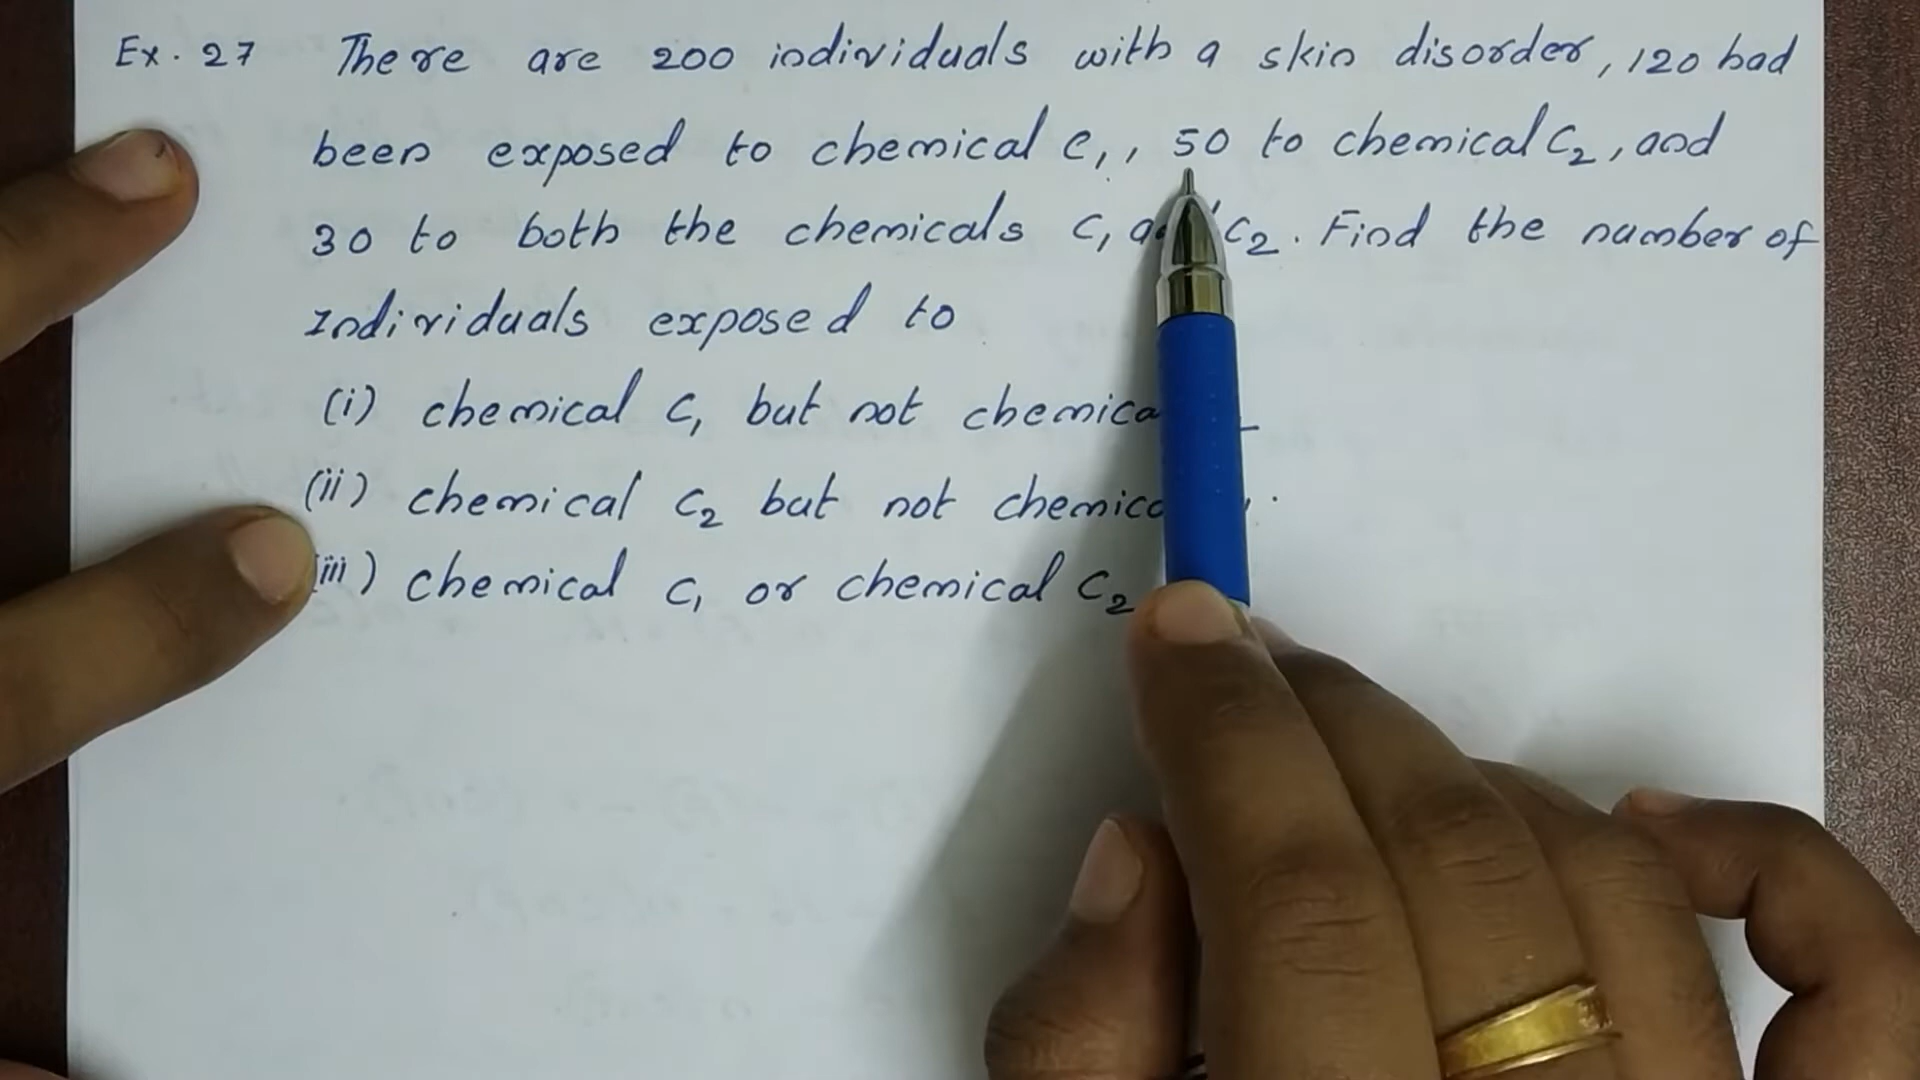 Ex. 27 There are 200 individuals with a skin disorder, 120 had
been exposed to chemical C₁, 50 to chemical C₂, and
30 to both the chemicals C₁ C₂. Find the number of
Individuals exposed to
(i) chemical C₁ but not
(ii) chemical C₂ but not
(iii) chemical C₁ or chemical C₂